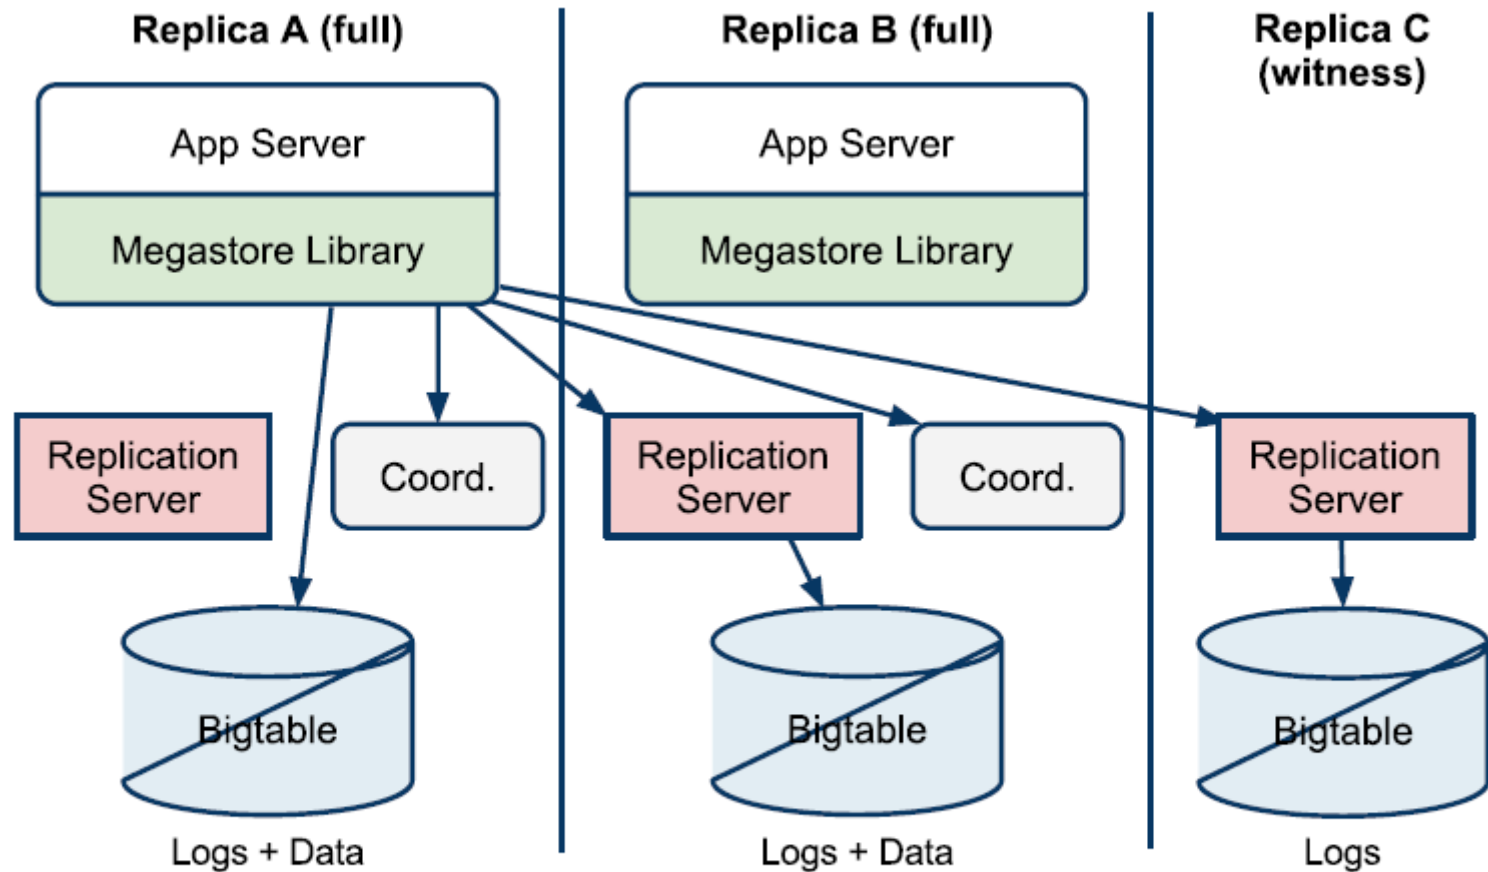 Replica A (full)
Replica B (full)
Replica C
(witness)
App Server
Megastore Library
App Server
Megastore Library
Replication
Server
Coord.
Replication
Server
Coord.
Replication
Server
Bigtable
Bigtable
Bigtable
Logs + Data
Logs + Data
Logs